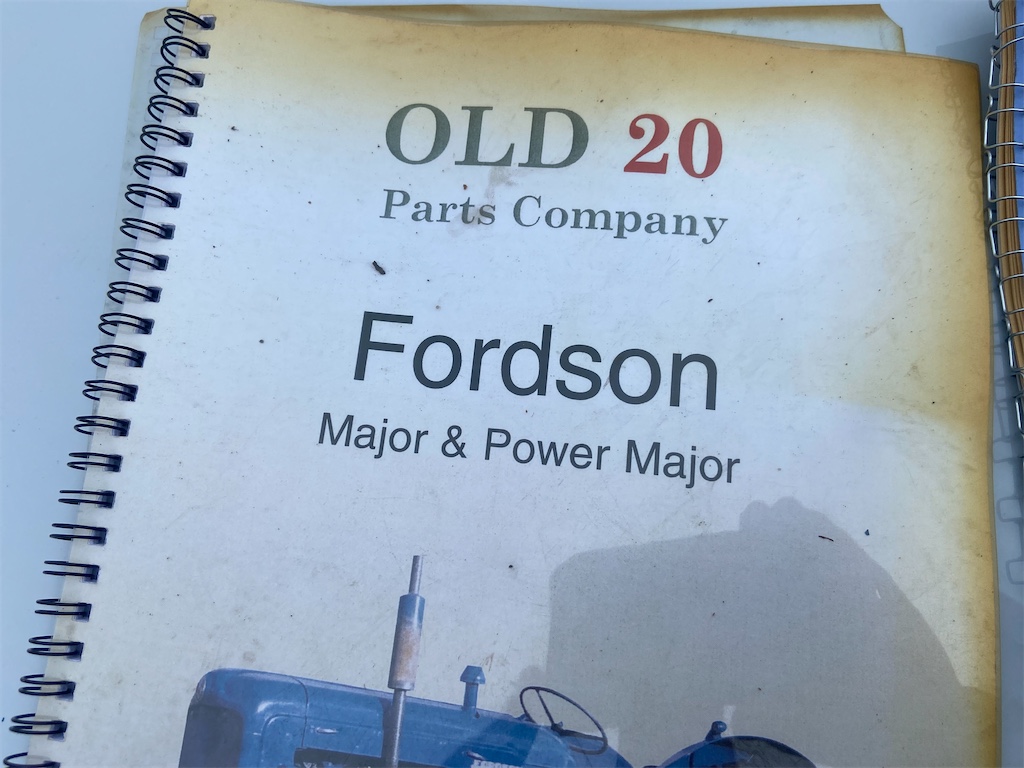 OLD 20
Parts Company
Fordson
Major & Power Major